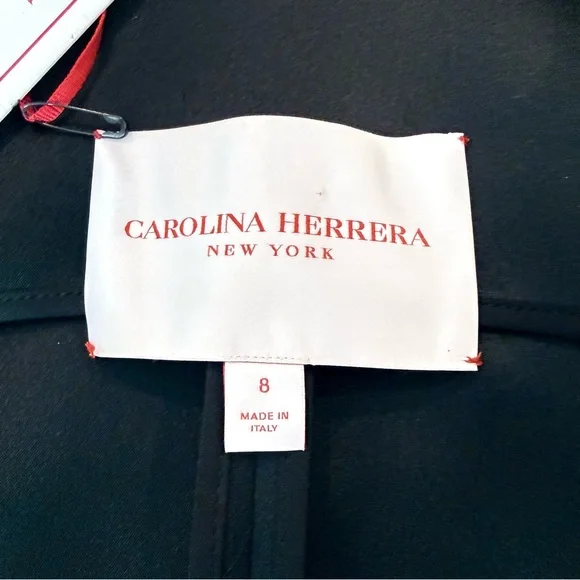 CAROLINA HERRERA
NEW YORK
8
MADE IN
ITALY